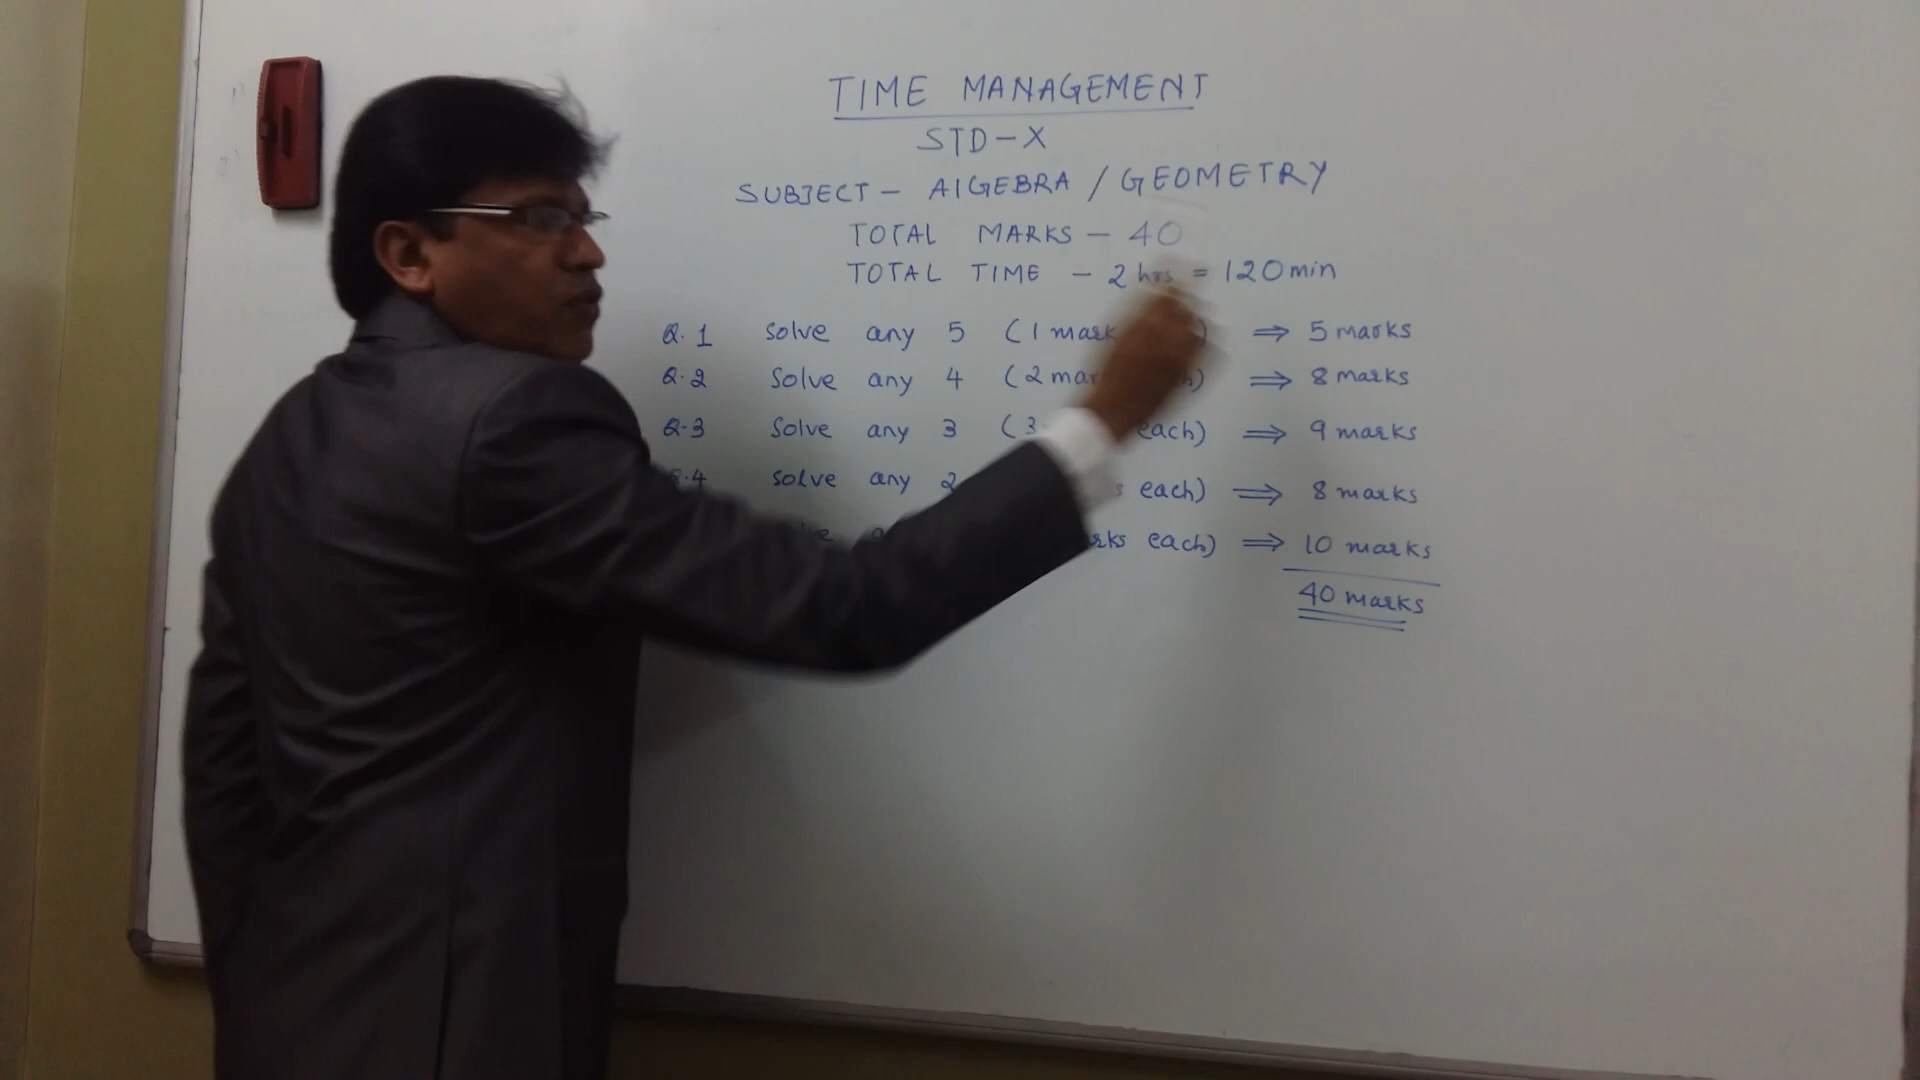 TIME MANAGEMENT
STD-X
SUBJECT - AlGEBRA / GEOMETRY
TOTAL MARKS - 40
TOTAL TIME - 2 hrs = 120 min
Q.1 Solve any 5 (1 mark ) ⇒ 5 marks
Q.2 Solve any 4 (2 mar ) ⇒ 8 marks
Q.3 Solve any 3 (3 each) ⇒ 9 marks
Q.4 Solve any 2 each) ⇒ 8 marks
each) ⇒ 10 marks
40 marks